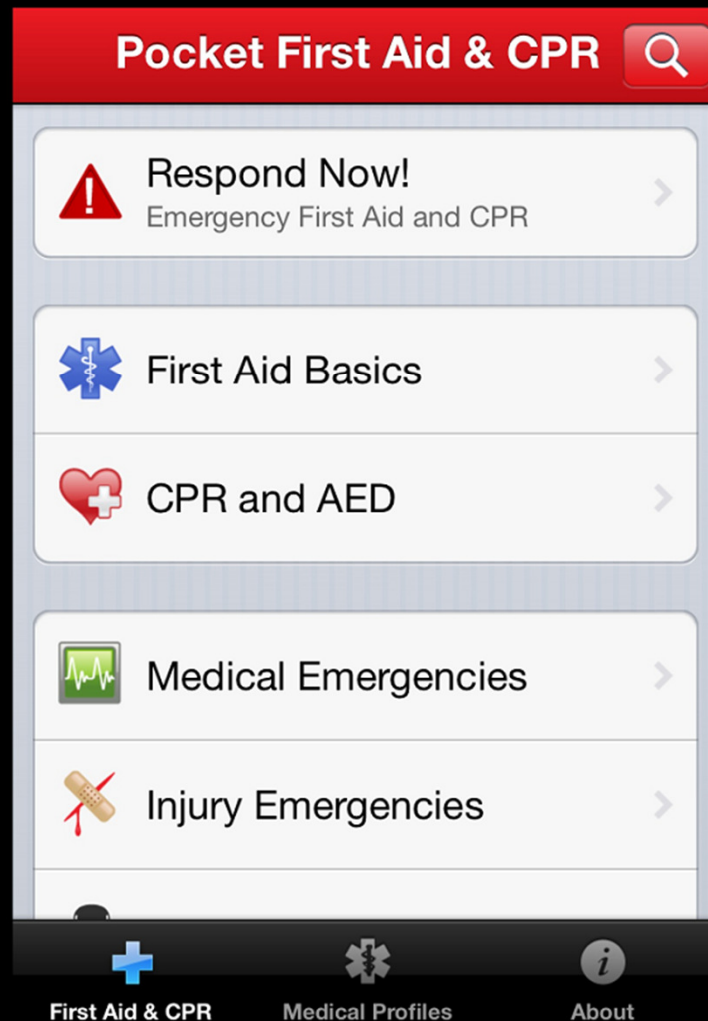 Pocket First Aid & CPR
Respond Now!
Emergency First Aid and CPR
First Aid Basics
CPR and AED
Medical Emergencies
Injury Emergencies
First Aid & CPR
Medical Profiles
About